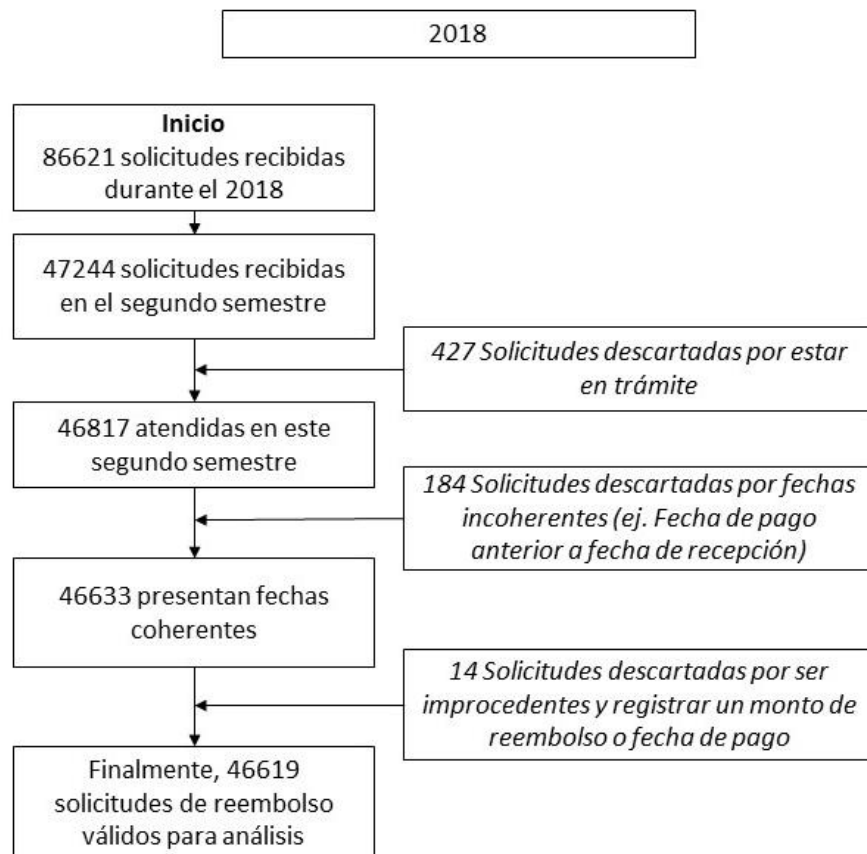 2018
Inicio
86621 solicitudes recibidas
durante el 2018
47244 solicitudes recibidas
en el segundo semestre
427 Solicitudes descartadas por estar
en trámite
46817 atendidas en este
segundo semestre
184 Solicitudes descartadas por fechas
incoherentes (ej. Fecha de pago
anterior a fecha de recepción)
46633 presentan fechas
coherentes
14 Solicitudes descartadas por ser
improcedentes y registrar un monto de
reembolso o fecha de pago
Finalmente, 46619
solicitudes de reembolso
válidos para análisis